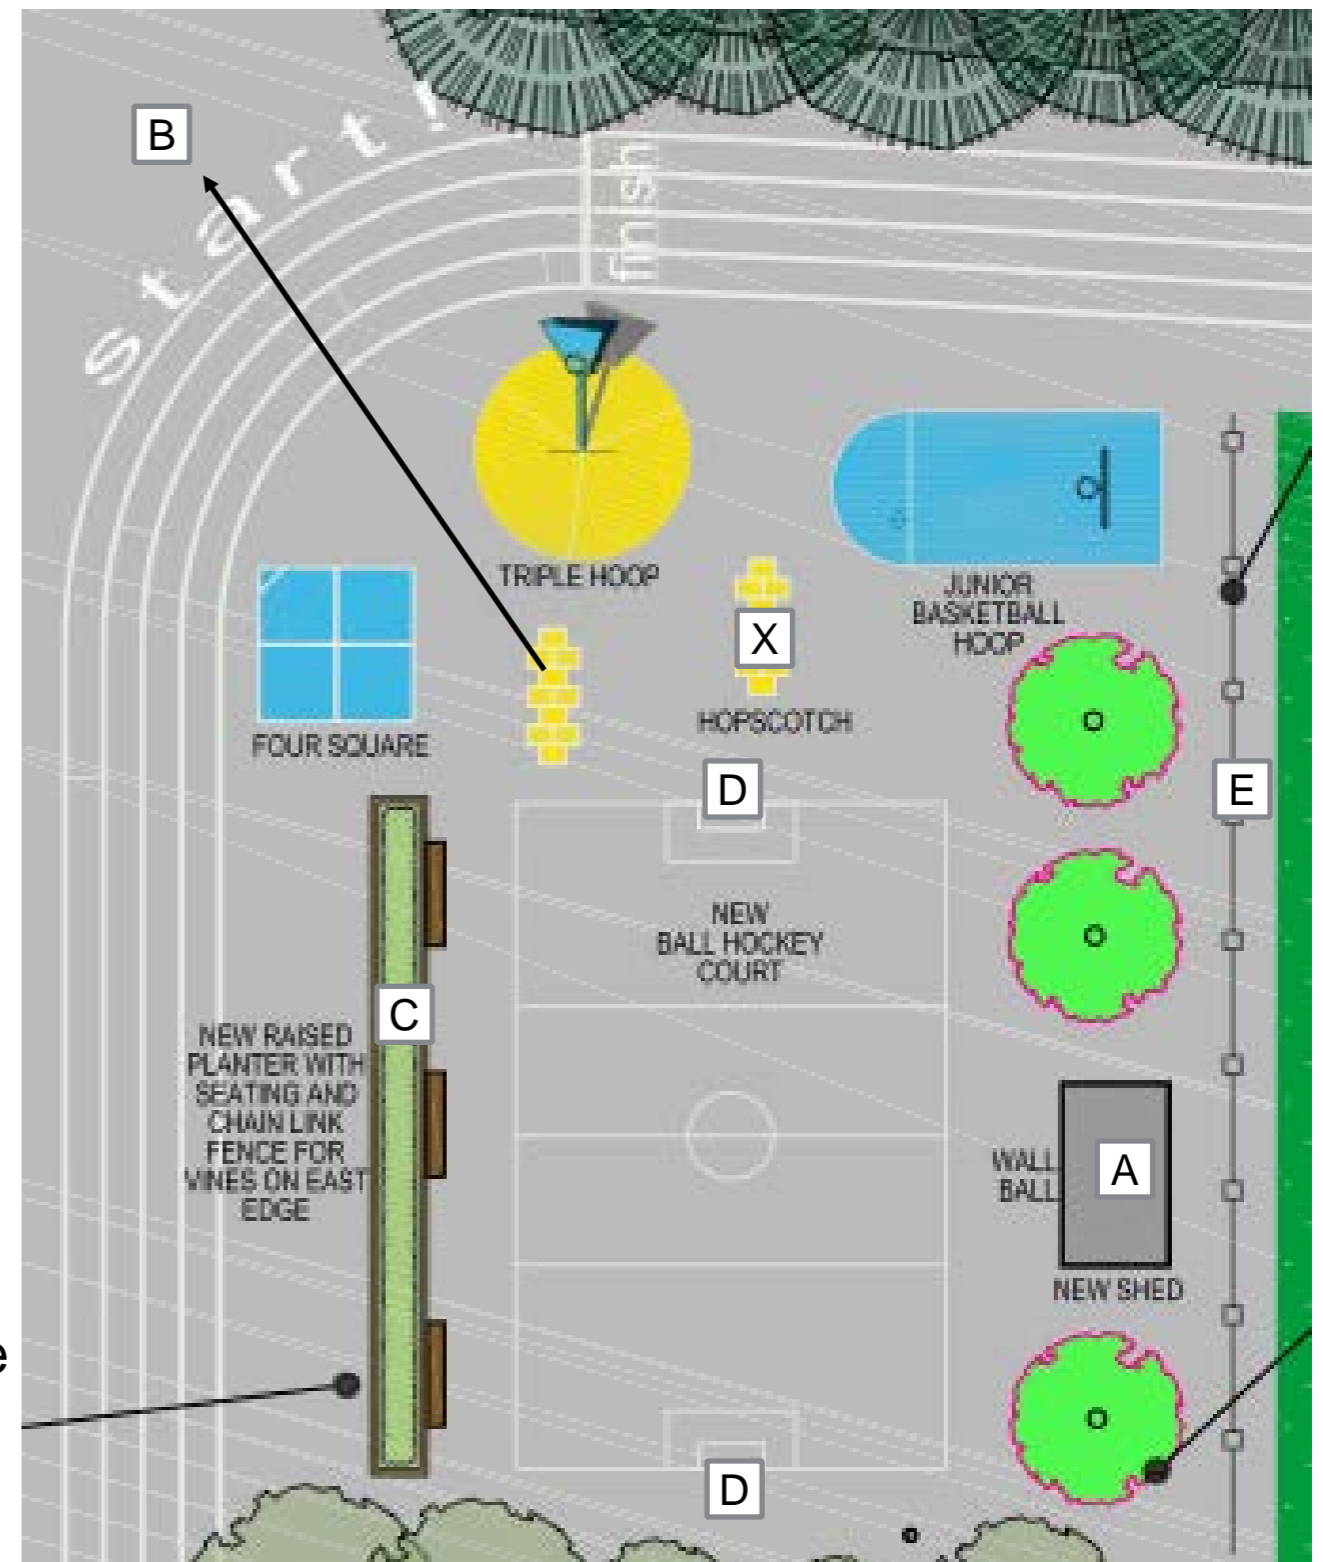 B
start!
finish
TRIPLE HOOP
JUNIOR
BASKETBALL
HOOP
X
HOPSCOTCH
FOUR SQUARE
D
E
NEW
BALL HOCKEY
COURT
C
NEW RAISED
PLANTER WITH
SEATING AND
CHAIN LINK
FENCE FOR
VINES ON EAST
EDGE
WALL
BALL
A
NEW SHED
e
D